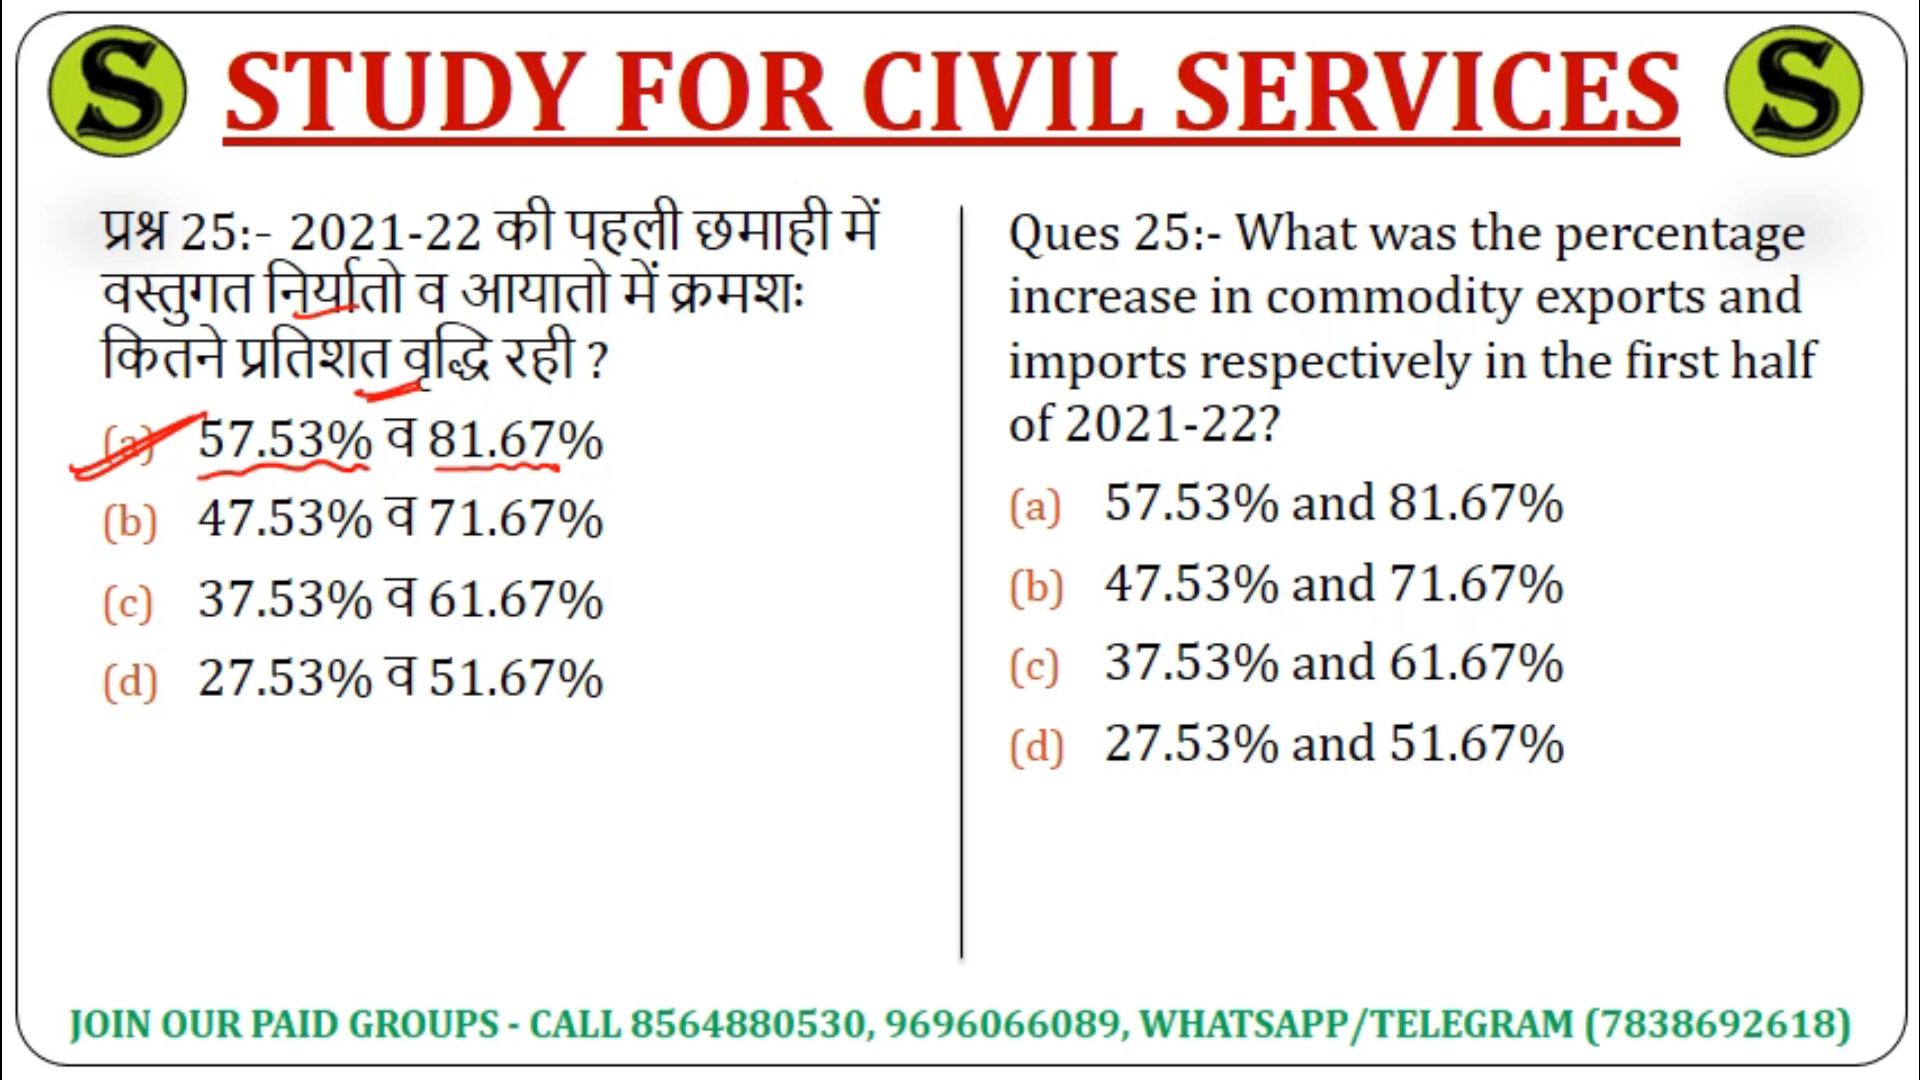 S STUDY FOR CIVIL SERVICES S
प्रश्न 25:- 2021-22 की पहली छमाही में
वस्तुगत निर्यातो व आयातो में क्रमशः
कितने प्रतिशत वृद्धि रही ?
(a) 57.53% व 81.67%
(b) 47.53% व 71.67%
(c) 37.53% व 61.67%
(d) 27.53% व 51.67%
Ques 25:- What was the percentage
increase in commodity exports and
imports respectively in the first half
of 2021-22?
(a) 57.53% and 81.67%
(b) 47.53% and 71.67%
(c) 37.53% and 61.67%
(d) 27.53% and 51.67%
JOIN OUR PAID GROUPS - CALL 8564880530, 9696066089, WHATSAPP/TELEGRAM (7838692618)